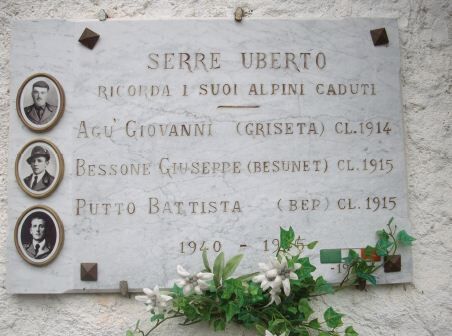 SERRE UBERTO
RICORDA I SUOI ALPINI CADUTI
AGU' GIOVANNI (GRISETA) CL.1914
BESSONE GIUSEPPE (BESUNET) CL.1915
PUTTO BATTISTA (BEP) CL.1915
1940 -